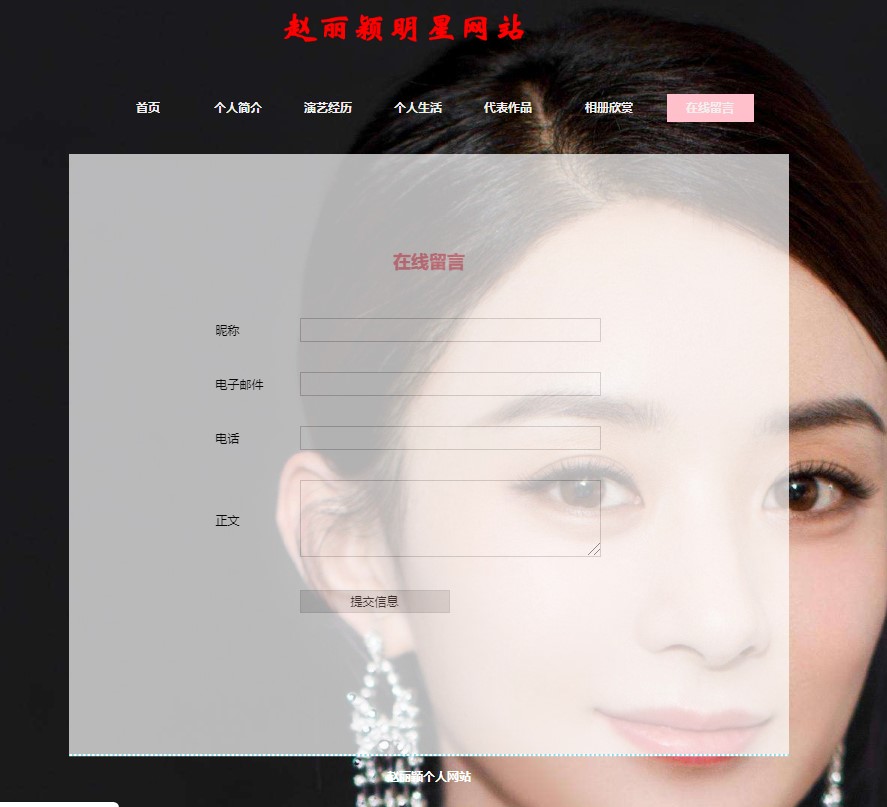 赵丽颖明星网站
首页 个人简介 演艺经历 个人生活 代表作品 相册欣赏 在线留言
在线留言
昵称
电子邮件
电话
正文
提交信息
赵丽颖个人网站